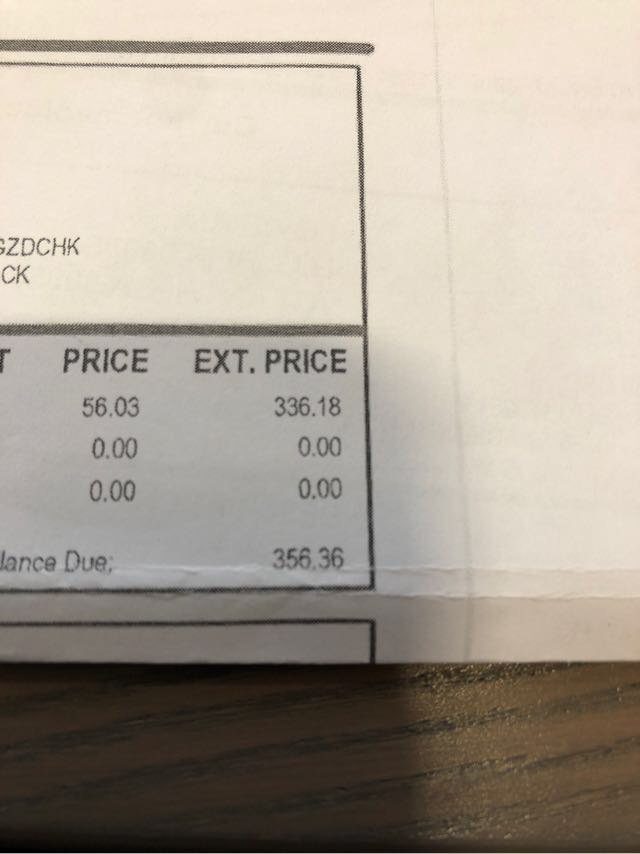 GZDCHK
CK
T PRICE EXT. PRICE
56.03 336.18
0.00 0.00
0.00 0.00
lance Due; 356.36